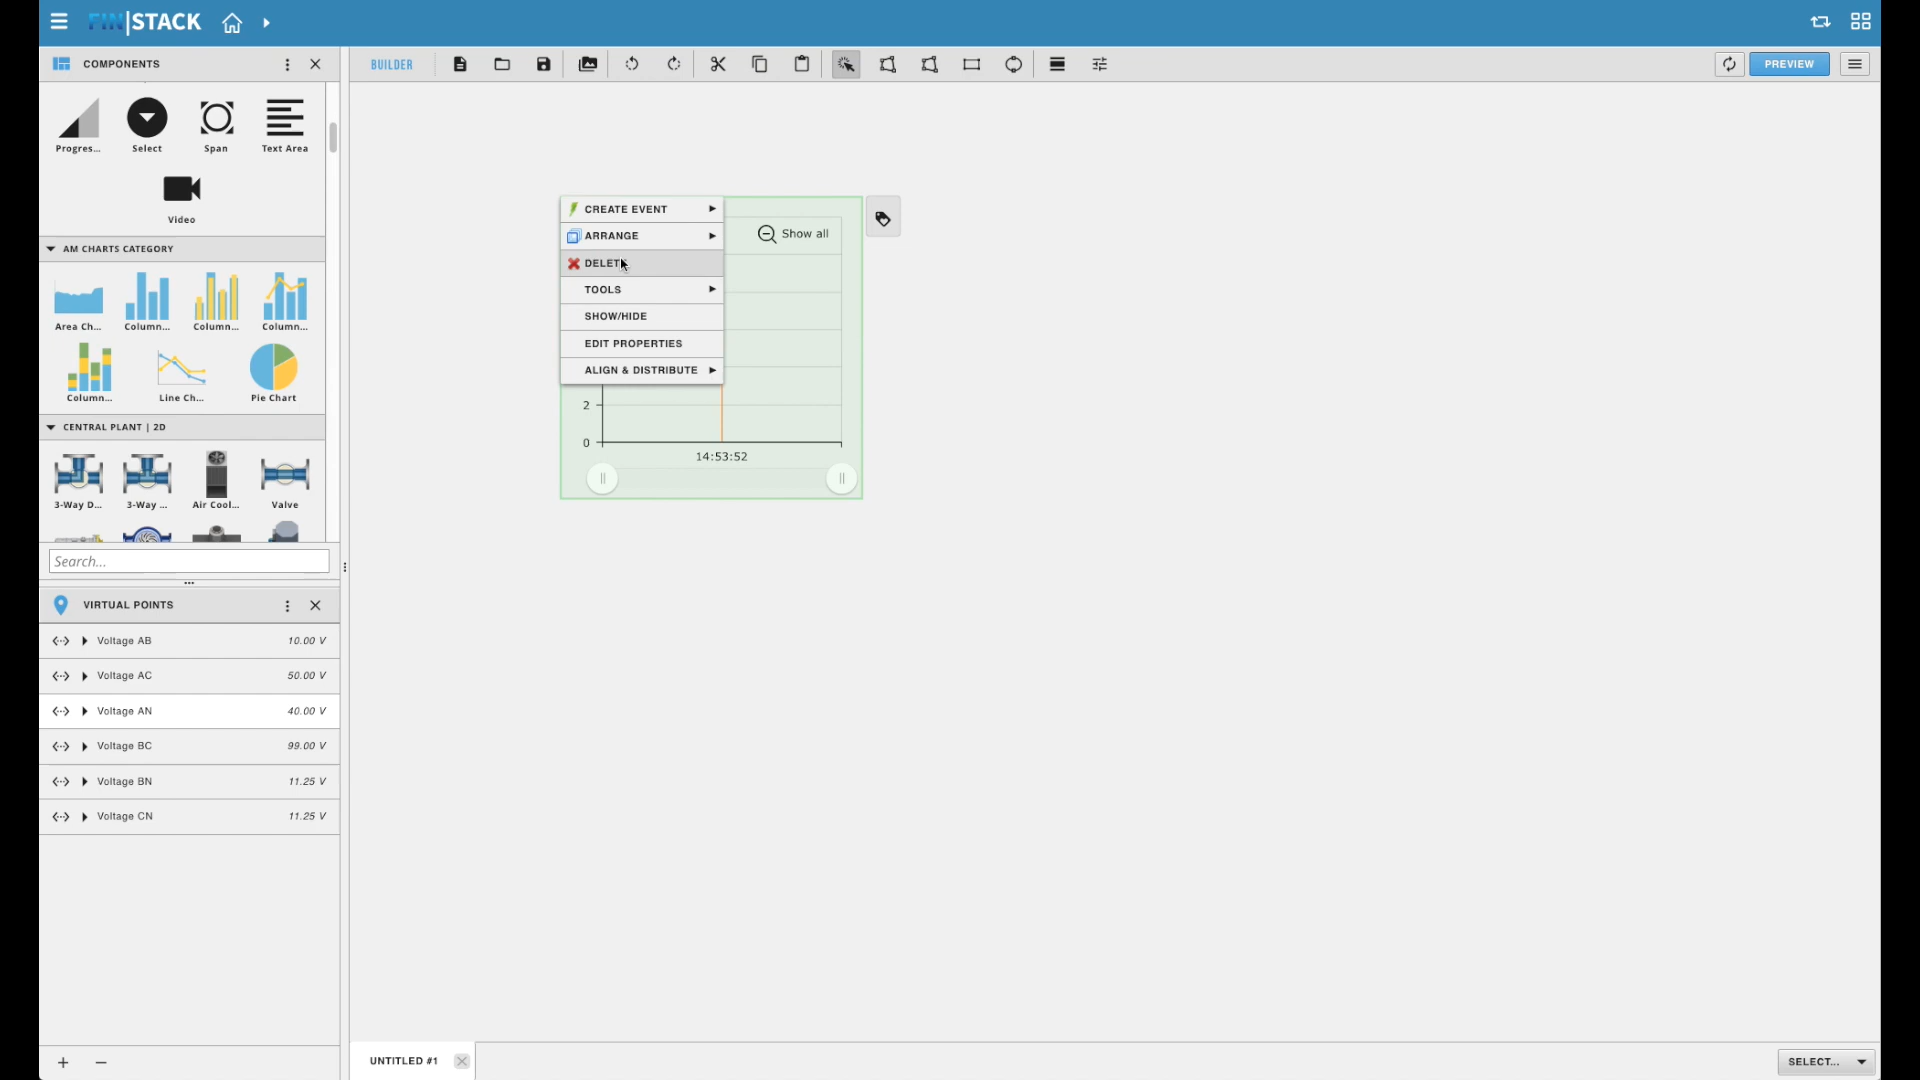 FIN|STACK
COMPONENTS
BUILDER
PREVIEW
Progres...
Select
Span
Text Area
Video
AM CHARTS CATEGORY
Area Ch...
Column...
Column...
Column...
Column...
Line Ch...
Pie Chart
CENTRAL PLANT | 2D
3-Way D...
3-Way ...
Air Cool...
Valve
Search...
VIRTUAL POINTS
Voltage AB 10.00 V
Voltage AC 50.00 V
Voltage AN 40.00 V
Voltage BC 99.00 V
Voltage BN 11.25 V
Voltage CN 11.25 V
CREATE EVENT
ARRANGE
DELETE
TOOLS
SHOW/HIDE
EDIT PROPERTIES
ALIGN & DISTRIBUTE
Show all
2
0
14:53:52
UNTITLED #1
SELECT...